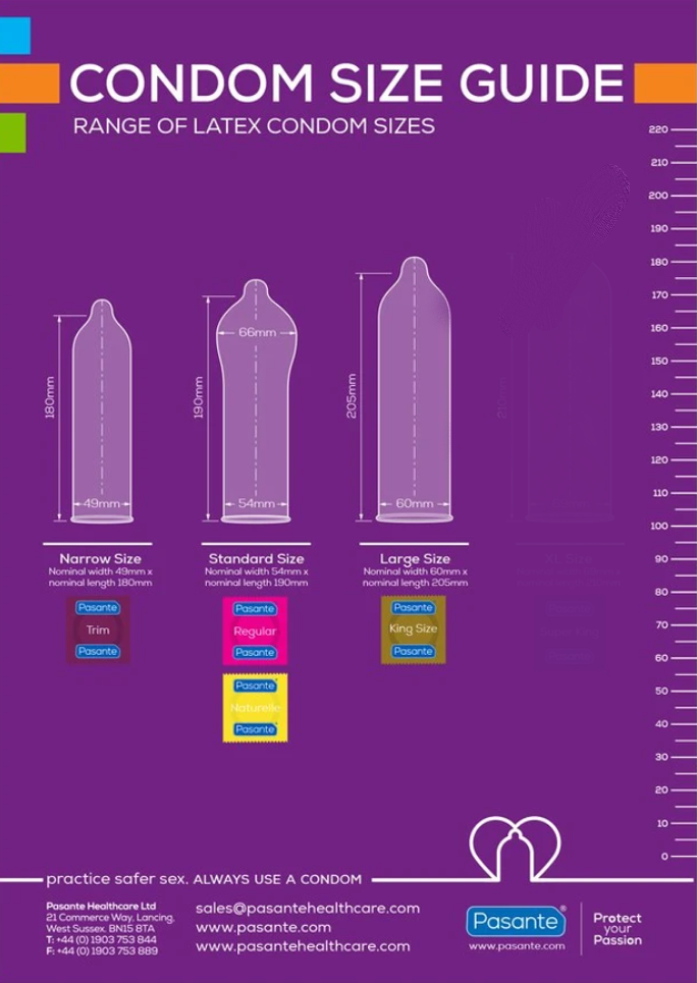 CONDOM SIZE GUIDE
RANGE OF LATEX CONDOM SIZES
220
210
200
190
180
170
160
150
140
130
120
110
100
90
80
70
60
50
40
30
20
10
0
180mm
49mm
190mm
66mm
54mm
205mm
60mm
Narrow Size
Nominal width 49mm x
nominal length 180mm
Standard Size
Nominal width 54mm x
nominal length 190mm
Large Size
Nominal width 60mm x
nominal length 205mm
Pasante
Trim
Pasante
Pasante
Regular
Pasante
Pasante
King Size
Pasante
Pasante
Naturelle
Pasante
practice safer sex. ALWAYS USE A CONDOM
Pasante Healthcare Ltd
21 Commerce Way, Lancing,
West Sussex. BN15 8TA
T: +44 (0) 1903 753 844
F: +44 (0) 1903 753 889
sales@pasantehealthcare.com
www.pasante.com
www.pasantehealthcare.com
Pasante®
www.pasante.com
Protect
your
Passion